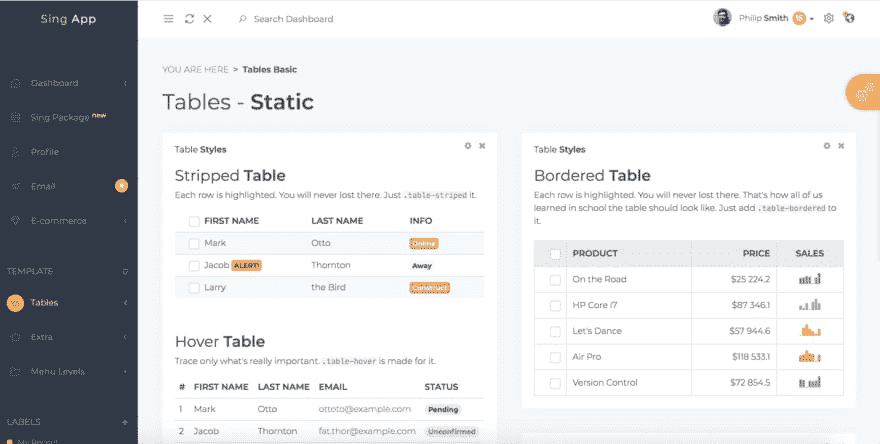 Sing App
Search Dashboard
Philip Smith
Dashboard
Sing Package new
Profile
Email
E-commerce
TEMPLATE
Tables
Extra
Menu Levels
LABELS
My Recent
YOU ARE HERE > Tables Basic
Tables - Static
Table Styles
Stripped Table
Each row is highlighted. You will never lost there. Just .table-striped it.
FIRST NAME LAST NAME INFO
Mark Otto Online
Jacob ALERT! Thornton Away
Larry the Bird Construct
Hover Table
Trace only what's really important. .table-hover is made for it.
# FIRST NAME LAST NAME EMAIL STATUS
1 Mark Otto ottoto@example.com Pending
2 Jacob Thornton fat.thor@example.com Unconfirmed
Table Styles
Bordered Table
Each row is highlighted. You will never lost there. That's how all of us
learned in school the table should look like. Just add .table-bordered to
it.
PRODUCT PRICE SALES
On the Road $25 224.2
HP Core i7 $87 346.1
Let's Dance $57 944.6
Air Pro $118 533.1
Version Control $72 854.5